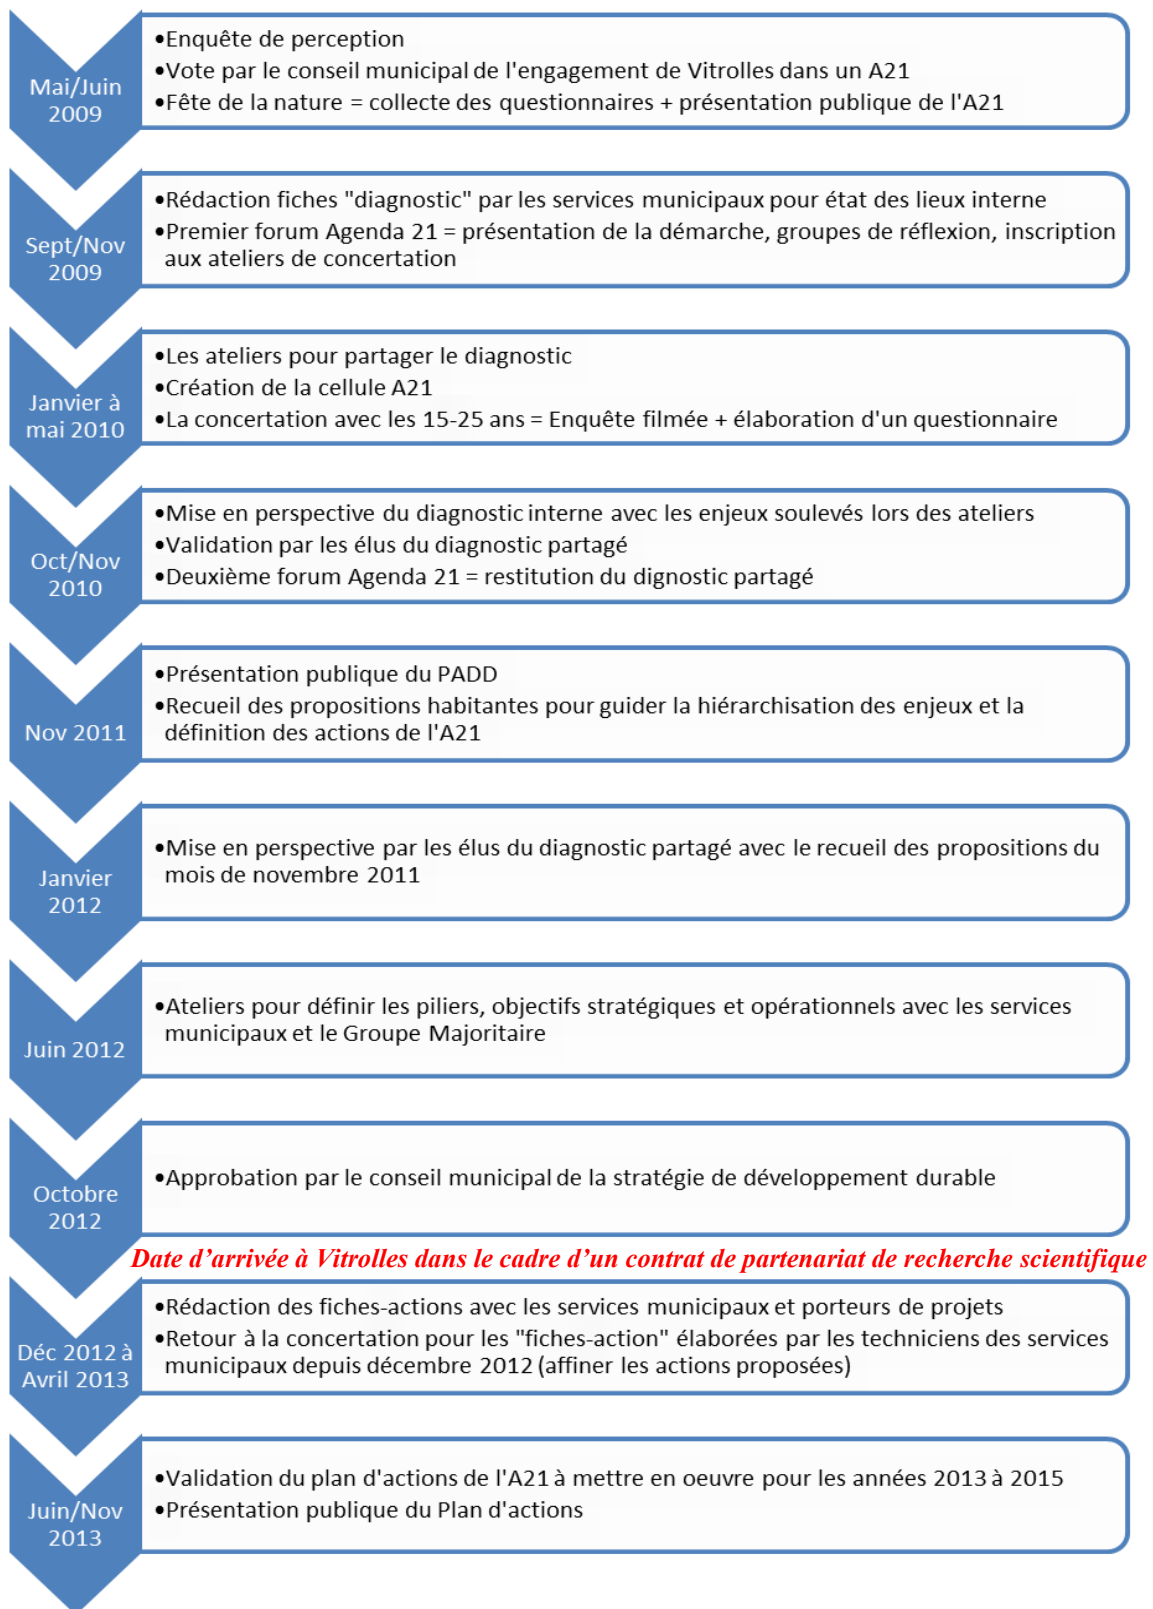 Mai/Juin
2009
•Enquête de perception
•Vote par le conseil municipal de l'engagement de Vitrolles dans un A21
•Fête de la nature = collecte des questionnaires + présentation publique de l'A21
Sept/Nov
2009
•Rédaction fiches "diagnostic" par les services municipaux pour état des lieux interne
•Premier forum Agenda 21 = présentation de la démarche, groupes de réflexion, inscription
aux ateliers de concertation
Janvier à
mai 2010
•Les ateliers pour partager le diagnostic
•Création de la cellule A21
•La concertation avec les 15-25 ans = Enquête filmée + élaboration d'un questionnaire
Oct/Nov
2010
•Mise en perspective du diagnostic interne avec les enjeux soulevés lors des ateliers
•Validation par les élus du diagnostic partagé
•Deuxième forum Agenda 21 = restitution du dignostic partagé
Nov 2011
•Présentation publique du PADD
•Recueil des propositions habitantes pour guider la hiérarchisation des enjeux et la
définition des actions de l'A21
Janvier
2012
•Mise en perspective par les élus du diagnostic partagé avec le recueil des propositions du
mois de novembre 2011
Juin 2012
•Ateliers pour définir les piliers, objectifs stratégiques et opérationnels avec les services
municipaux et le Groupe Majoritaire
Octobre
2012
•Approbation par le conseil municipal de la stratégie de développement durable
Date d’arrivée à Vitrolles dans le cadre d’un contrat de partenariat de recherche scientifique
Déc 2012 à
Avril 2013
•Rédaction des fiches-actions avec les services municipaux et porteurs de projets
•Retour à la concertation pour les "fiches-action" élaborées par les techniciens des services
municipaux depuis décembre 2012 (affiner les actions proposées)
Juin/Nov
2013
•Validation du plan d'actions de l'A21 à mettre en oeuvre pour les années 2013 à 2015
•Présentation publique du Plan d'actions